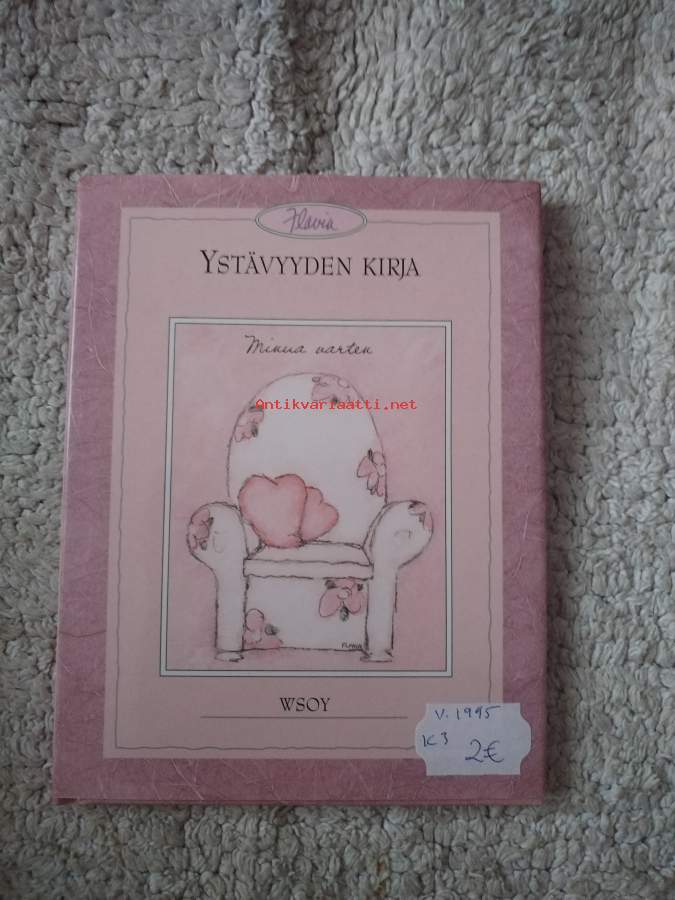 Flavia
YSTÄVYYDEN KIRJA
Minua varten
Antikvariaatti.net
FLAVIA
WSOY
V. 1995
K3 2€